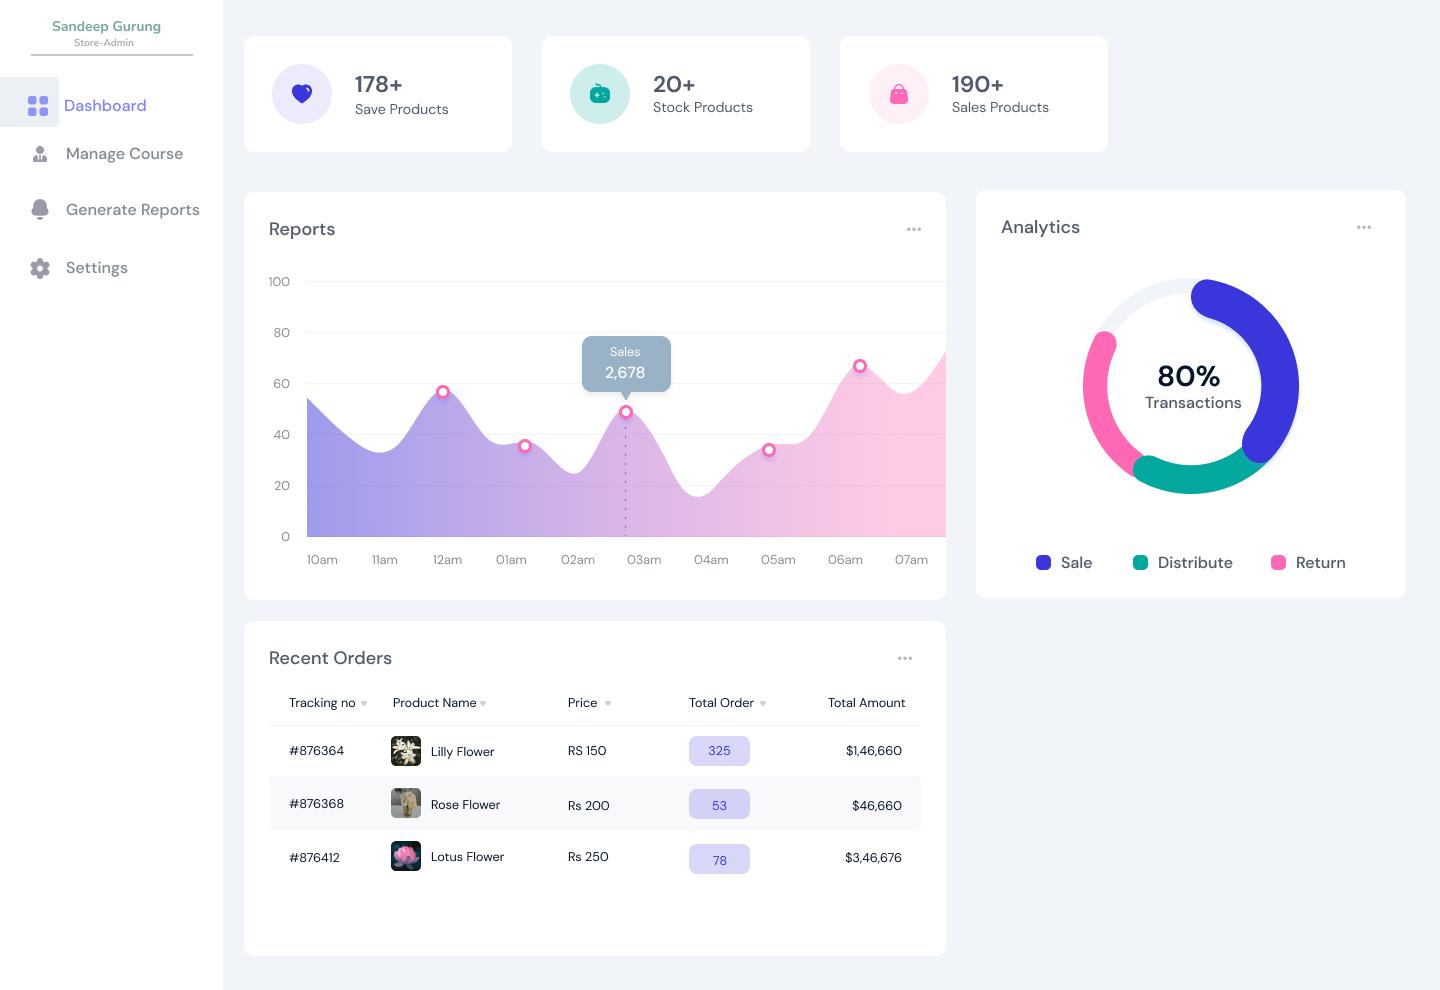 Sandeep Gurung
Store-Admin
Dashboard
Manage Course
Generate Reports
Settings
178+
Save Products
20+
Stock Products
190+
Sales Products
Reports
100
80
60
40
20
0
Sales
2,678
10am 11am 12am 01am 02am 03am 04am 05am 06am 07am
Analytics
80%
Transactions
Sale Distribute Return
Recent Orders
Tracking no Product Name Price Total Order Total Amount
#876364 Lilly Flower RS 150 325 $1,46,660
#876368 Rose Flower Rs 200 53 $46,660
#876412 Lotus Flower Rs 250 78 $3,46,676